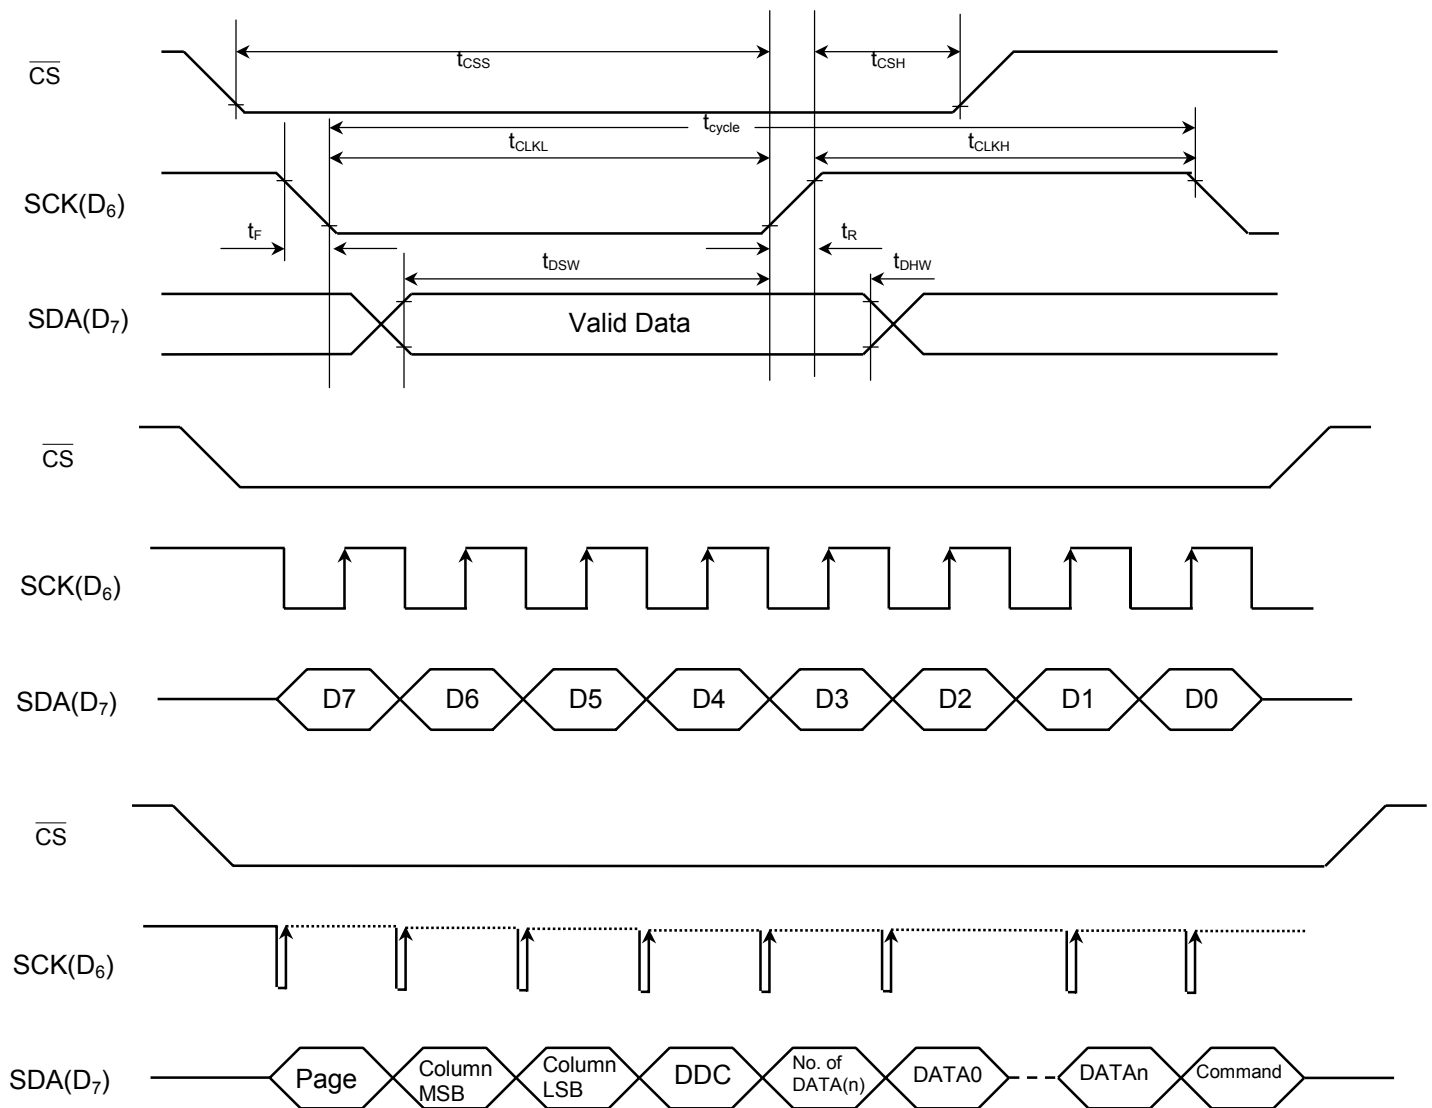 CS
tCSS
tCSH
tcycle
tCLKL
tCLKH
SCK(D6)
tF
tR
tDSW
tDHW
SDA(D7)
Valid Data
CS
SCK(D6)
SDA(D7)
D7
D6
D5
D4
D3
D2
D1
D0
CS
SCK(D6)
SDA(D7)
Page
Column
MSB
Column
LSB
DDC
No. of
DATA(n)
DATA0
DATAn
Command